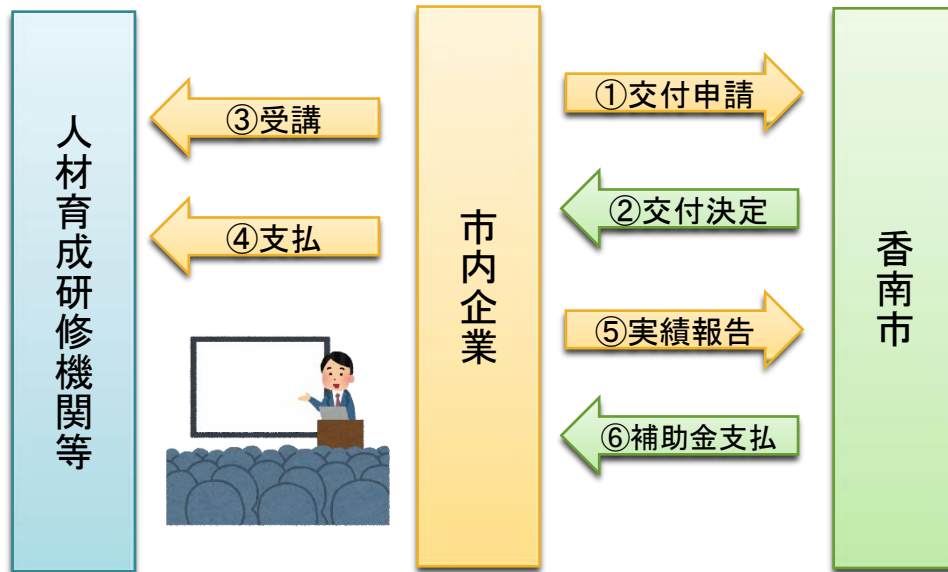 人材育成研修機関等
③受講
④支払
市内企業
①交付申請
②交付決定
⑤実績報告
⑥補助金支払
香南市